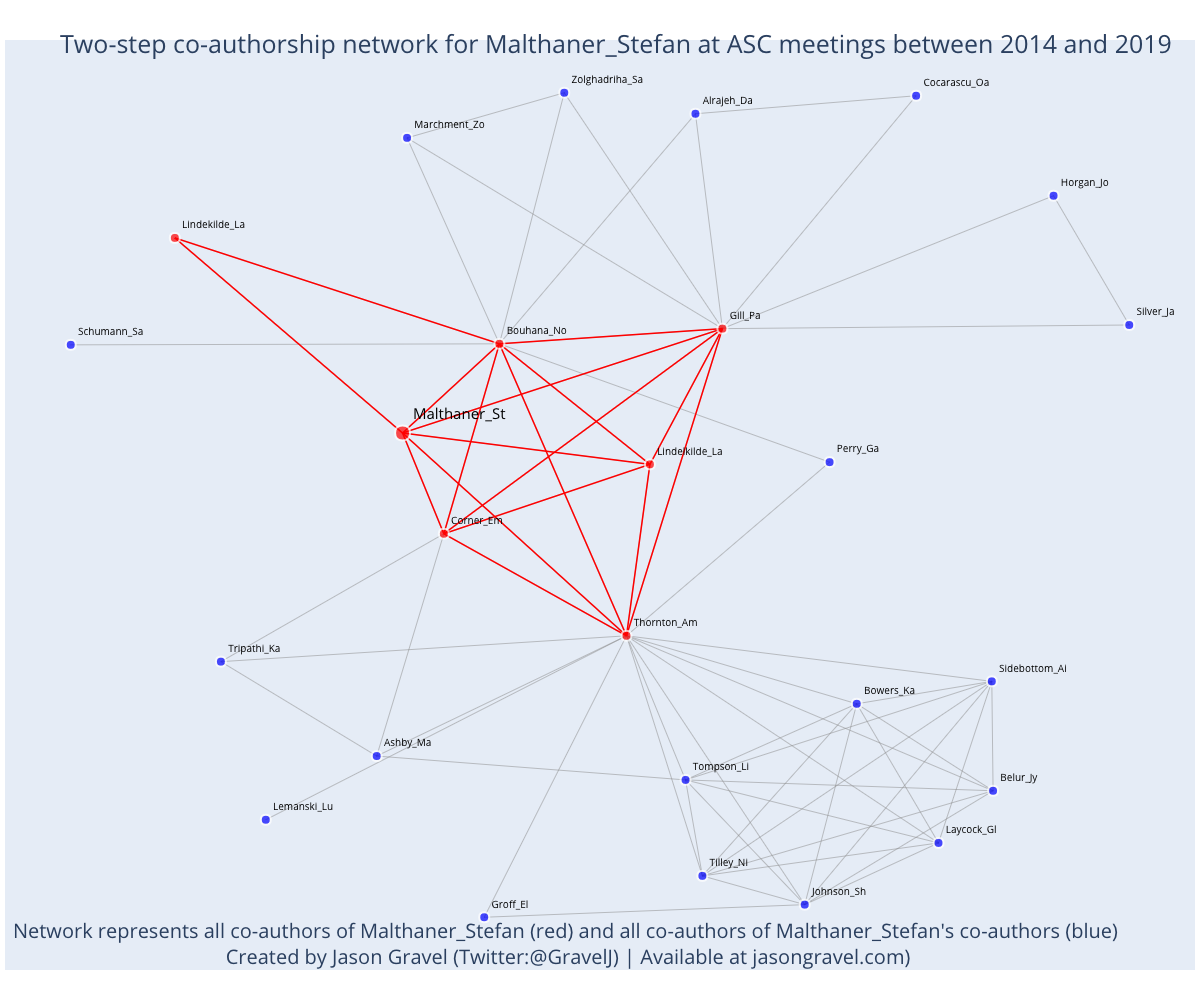 Two-step co-authorship network for Malthaner_Stefan at ASC meetings between 2014 and 2019
Zolghadriha_Sa
Cocarascu_Oa
Alrajeh_Da
Marchment_Zo
Horgan_Jo
Lindekilde_La
Silver_Ja
Gill_Pa
Schumann_Sa
Bouhana_No
Malthaner_St
Perry_Ga
Lindelkilde_La
Corner_Em
Thornton_Am
Tripathi_Ka
Sidebottom_Ai
Bowers_Ka
Ashby_Ma
Tompson_Li
Belur_Jy
Lemanski_Lu
Laycock_Gl
Tilley_Ni
Johnson_Sh
Groff_El
Network represents all co-authors of Malthaner_Stefan (red) and all co-authors of Malthaner_Stefan's co-authors (blue)
Created by Jason Gravel (Twitter:@GravelJ) | Available at jasongravel.com)